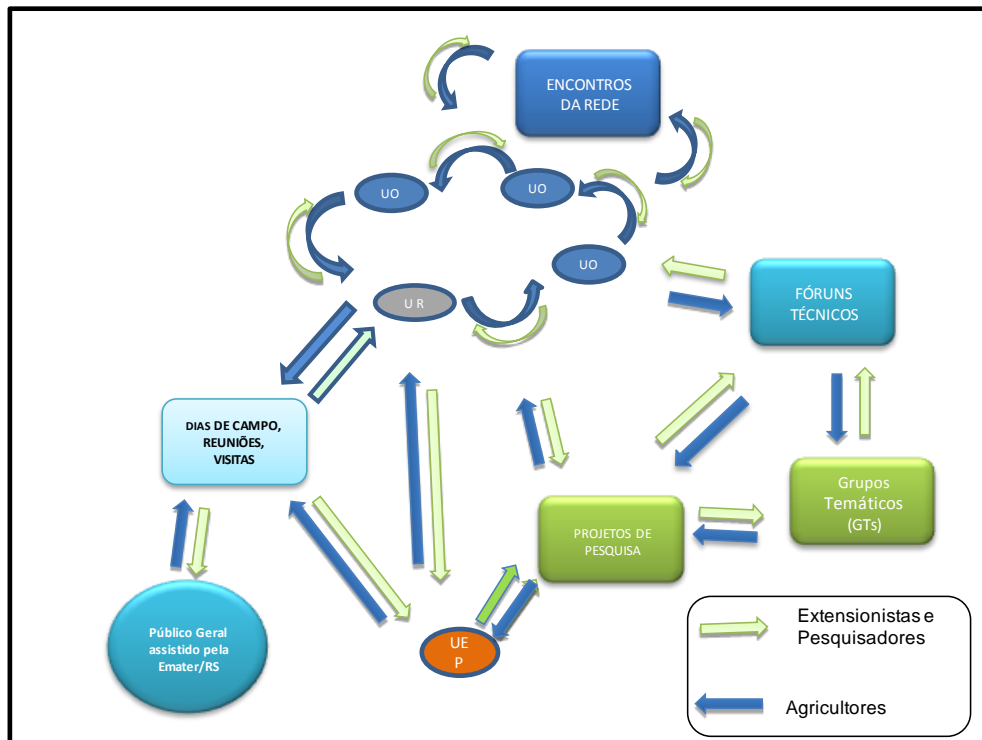 ENCONTROS
DA REDE
UO
UO
UO
U R
FÓRUNS
TÉCNICOS
DIAS DE CAMPO,
REUNIÕES,
VISITAS
Grupos
Temáticos
(GTs)
PROJETOS DE
PESQUISA
Público Geral
assistido pela
Emater/RS
UE
P
Extensionistas e
Pesquisadores
Agricultores